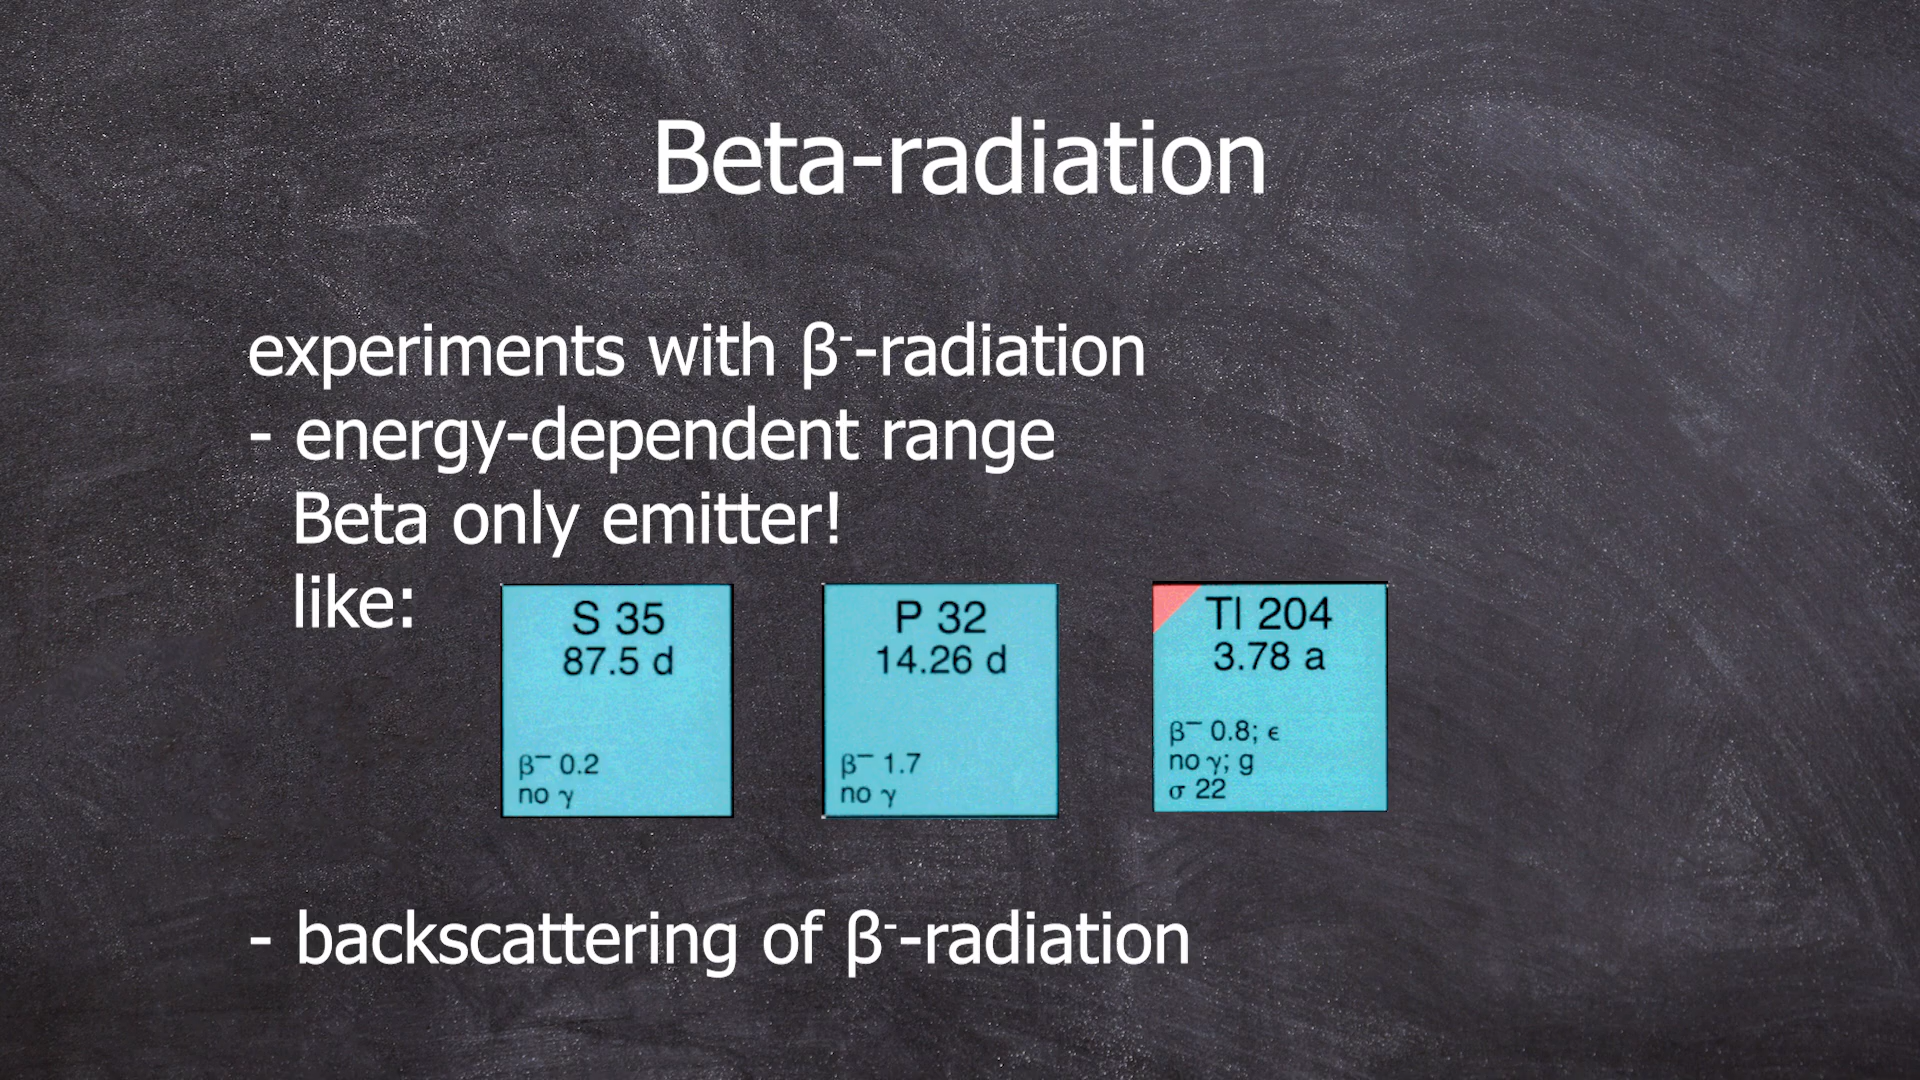 Beta-radiation
experiments with β⁻-radiation
- energy-dependent range
Beta only emitter!
like:
S 35
87.5 d
β⁻ 0.2
no γ
P 32
14.26 d
β⁻ 1.7
no γ
Tl 204
3.78 a
β⁻ 0.8; ϵ
no γ; g
σ 22
- backscattering of β⁻-radiation